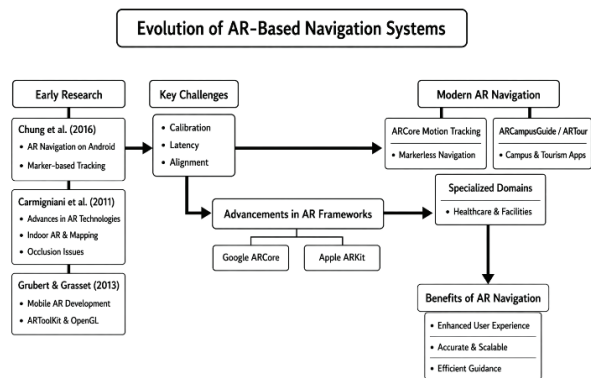 Evolution of AR-Based Navigation Systems
Early Research
Chung et al. (2016)
• AR Navigation on Android
• Marker-based Tracking
Carmigniani et al. (2011)
• Advances in AR Technologies
• Indoor AR & Mapping
• Occlusion Issues
Grubert & Grasset (2013)
• Mobile AR Development
• ARToolKit & OpenGL
Key Challenges
• Calibration
• Latency
• Alignment
Advancements in AR Frameworks
Google ARCore
Apple ARKit
Modern AR Navigation
ARCore Motion Tracking
• Markerless Navigation
ARCampusGuide / ARTour
• Campus & Tourism Apps
Specialized Domains
• Healthcare & Facilities
Benefits of AR Navigation
• Enhanced User Experience
• Accurate & Scalable
• Efficient Guidance